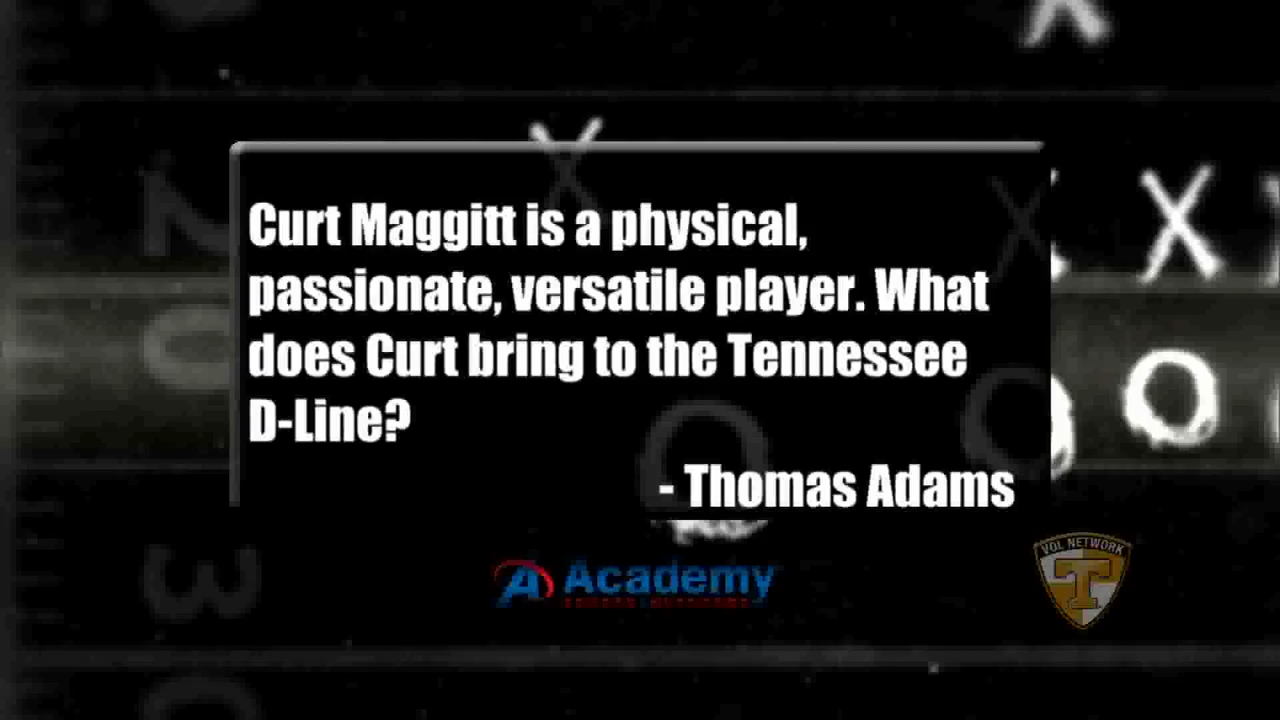 Curt Maggitt is a physical,
passionate, versatile player. What
does Curt bring to the Tennessee
D-Line?
- Thomas Adams
Academy
VOL NETWORK
T